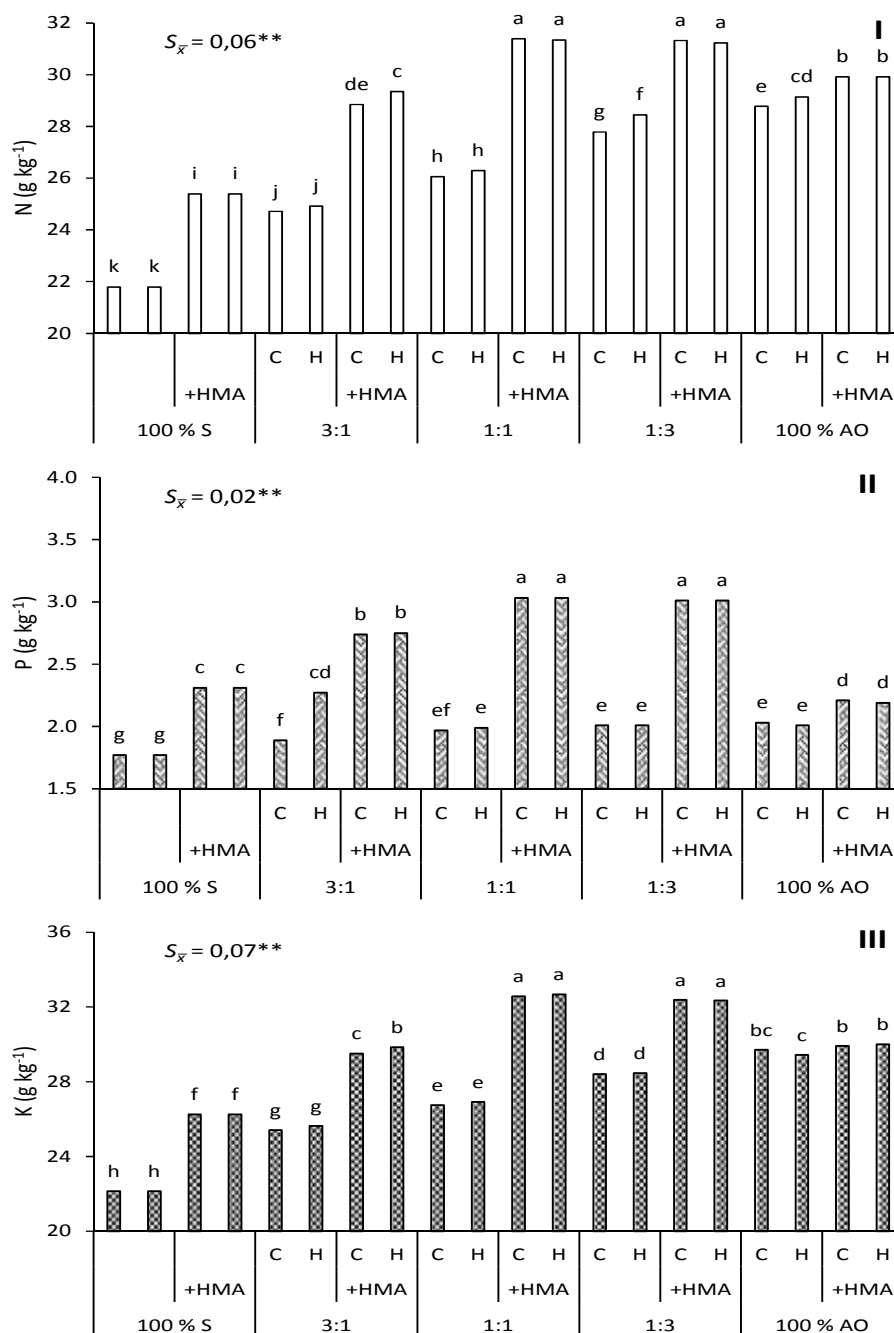 32
a a a a
I
S x̄ = 0,06**
30
de c g f e cd b b
28
h h
26
i i j j
24
k k
22
20
N (g kg-1)
C H C H C H C H C H C H C H C H
+HMA +HMA +HMA +HMA +HMA
100 % S 3:1 1:1 1:3 100 % AO
4.0
S x̄ = 0,02**
II
3.5
a a a a
3.0
b b
2.5
c c cd d d
2.0
g g f ef e e e e e
1.5
P (g kg-1)
C H C H C H C H C H C H C H C H
+HMA +HMA +HMA +HMA +HMA
100 % S 3:1 1:1 1:3 100 % AO
36
S x̄ = 0,07**
III
a a a a
32
c b bc c b b
28
f f g g e e d d
24
h h
20
K (g kg-1)
C H C H C H C H C H C H C H C H
+HMA +HMA +HMA +HMA +HMA
100 % S 3:1 1:1 1:3 100 % AO